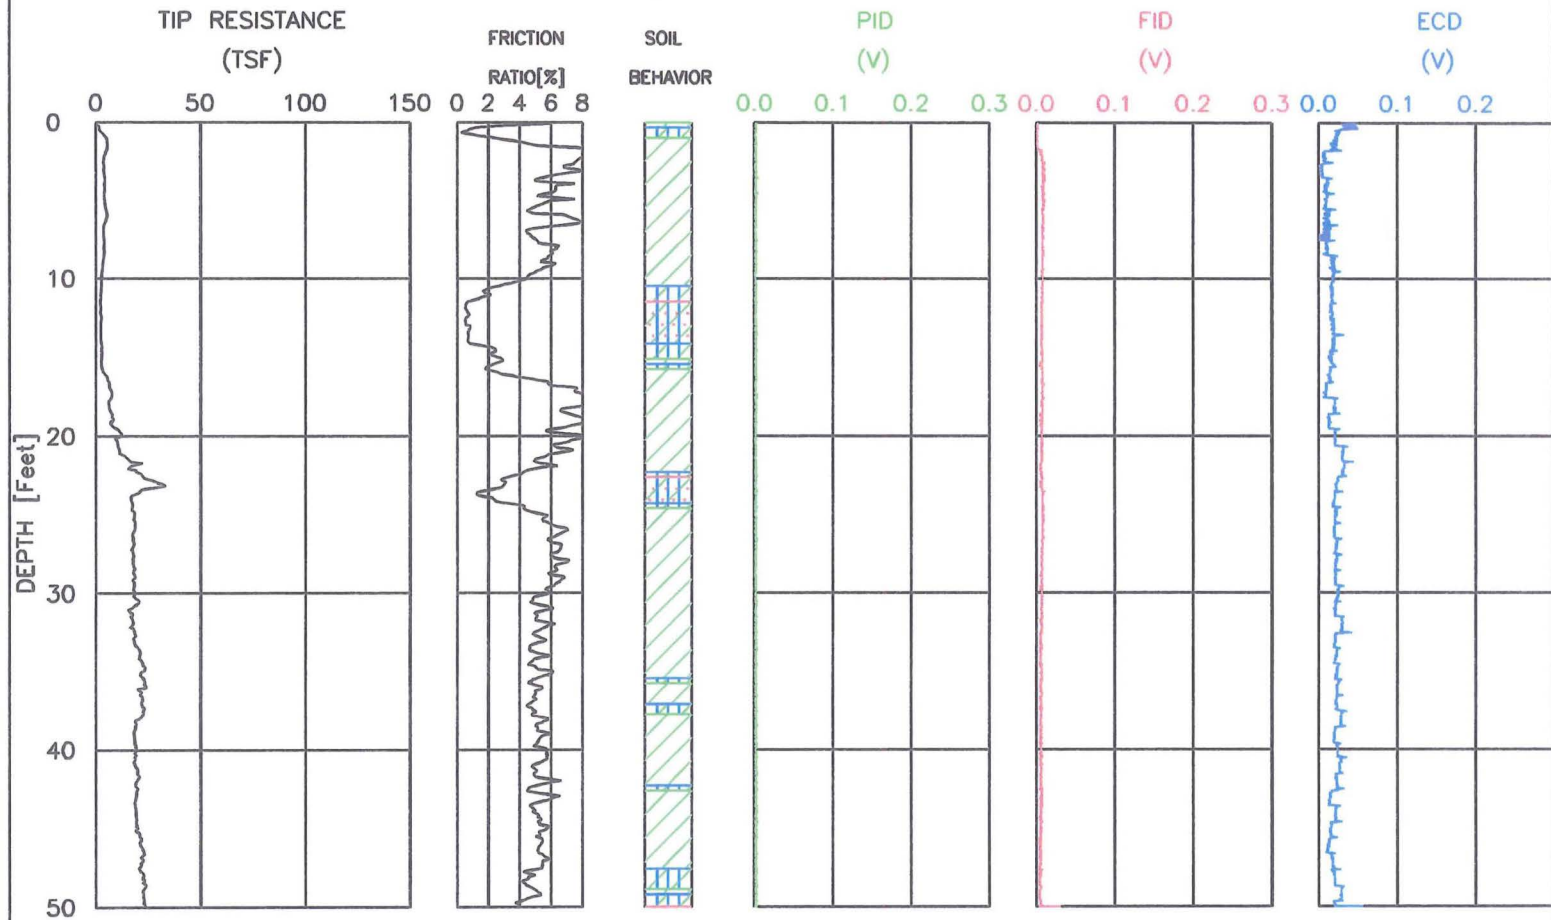 TIP RESISTANCE
(TSF)
0 50 100 150
FRICTION
RATIO[%]
0 2 4 6 8
SOIL
BEHAVIOR
PID
(V)
0.0 0.1 0.2 0.3
FID
(V)
0.0 0.1 0.2 0.3
ECD
(V)
0.0 0.1 0.2
DEPTH [Feet]
0
10
20
30
40
50